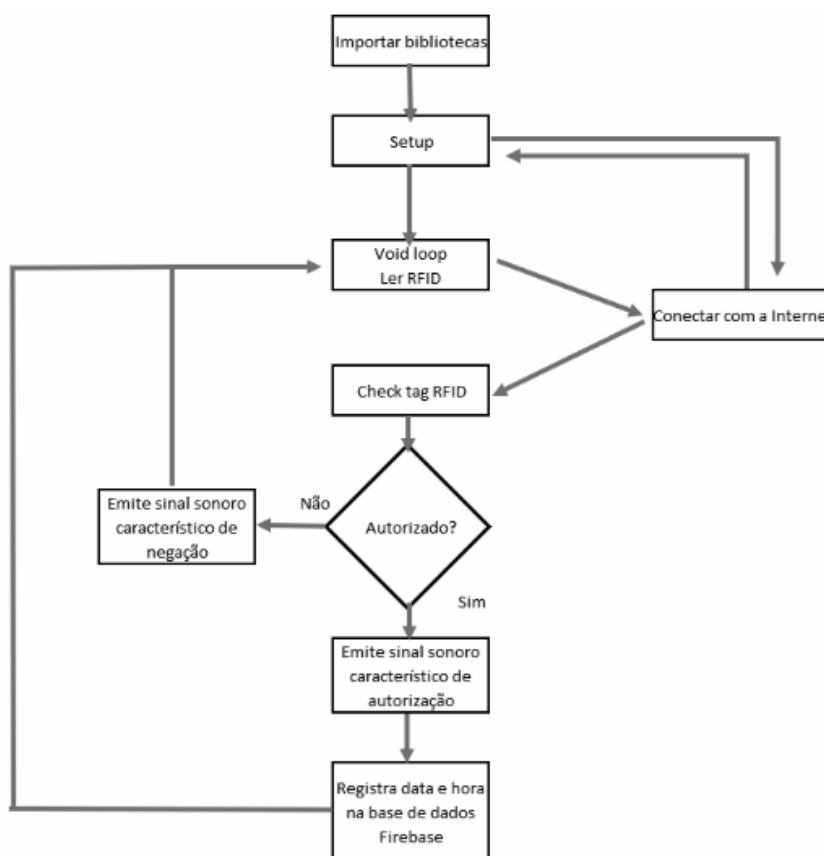 Importar bibliotecas
Setup
Void loop
Ler RFID
Conectar com a Internet
Check tag RFID
Autorizado?
Não
Emite sinal sonoro
característico de
negação
Sim
Emite sinal sonoro
característico de
autorização
Registra data e hora
na base de dados
Firebase